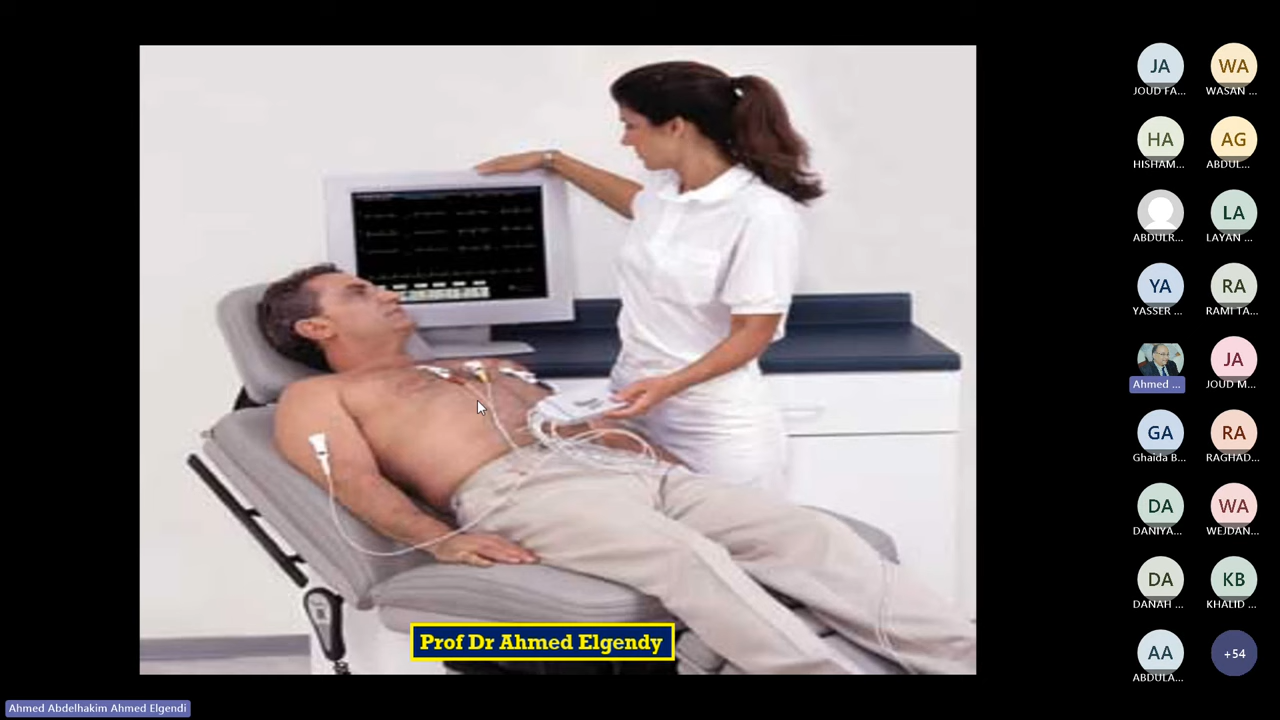 JA
JOUD FA...
WA
WASAN ...
HA
HISHAM...
AG
ABDUL...
ABDULR...
LA
LAYAN ...
YA
YASSER ...
RA
RAMI TA...
Ahmed ...
JA
JOUD M...
GA
Ghaida B...
RA
RAGHAD...
DA
DANIYA...
WA
WEJDAN...
DA
DANAH ...
KB
KHALID ...
AA
ABDULA...
+54
Prof Dr Ahmed Elgendy
Ahmed Abdelhakim Ahmed Elgendi